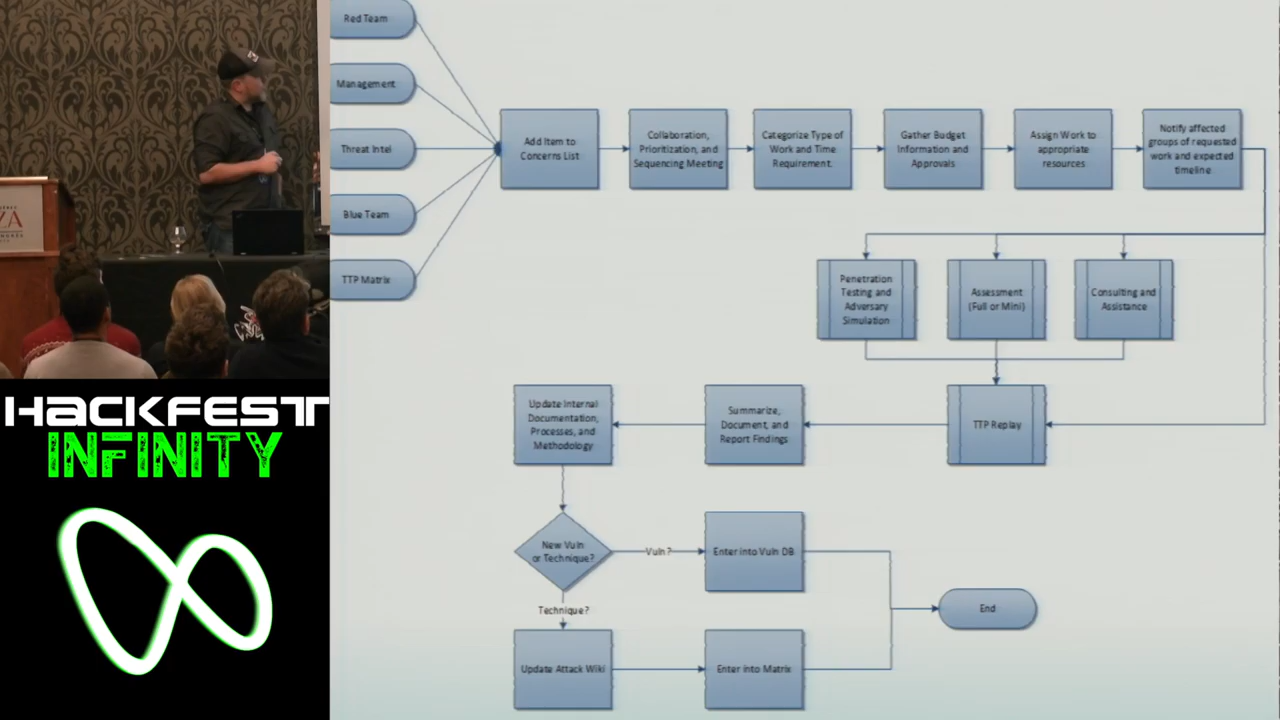 Red Team
Management
Threat Intel
Blue Team
TTP Matrix
Add Item to
Concerns List
Collaboration,
Prioritization, and
Sequencing Meeting
Categorize Type of
Work and Time
Requirement.
Gather Budget
Information and
Approvals
Assign Work to
appropriate
resources
Notify affected
groups of requested
work and expected
timeline
Penetration
Testing and
Adversary
Simulation
Assessment
(Full or Mini)
Consulting and
Assistance
TTP Replay
Summarize,
Document, and
Report Findings
Update Internal
Documentation,
Processes, and
Methodology
New Vuln
or Technique?
Vuln?
Enter into Vuln DB
Technique?
Update Attack Wiki
Enter into Matrix
End
ZA
HACKFEST
INFINITY